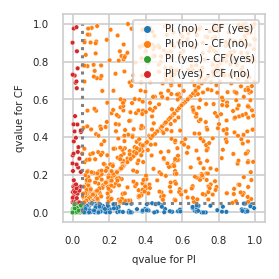 1.0
0.8
0.6
0.4
0.2
0.0
qvalue for CF
PI (no) - CF (yes)
PI (no) - CF (no)
PI (yes) - CF (yes)
PI (yes) - CF (no)
0.0 0.2 0.4 0.6 0.8 1.0
qvalue for PI